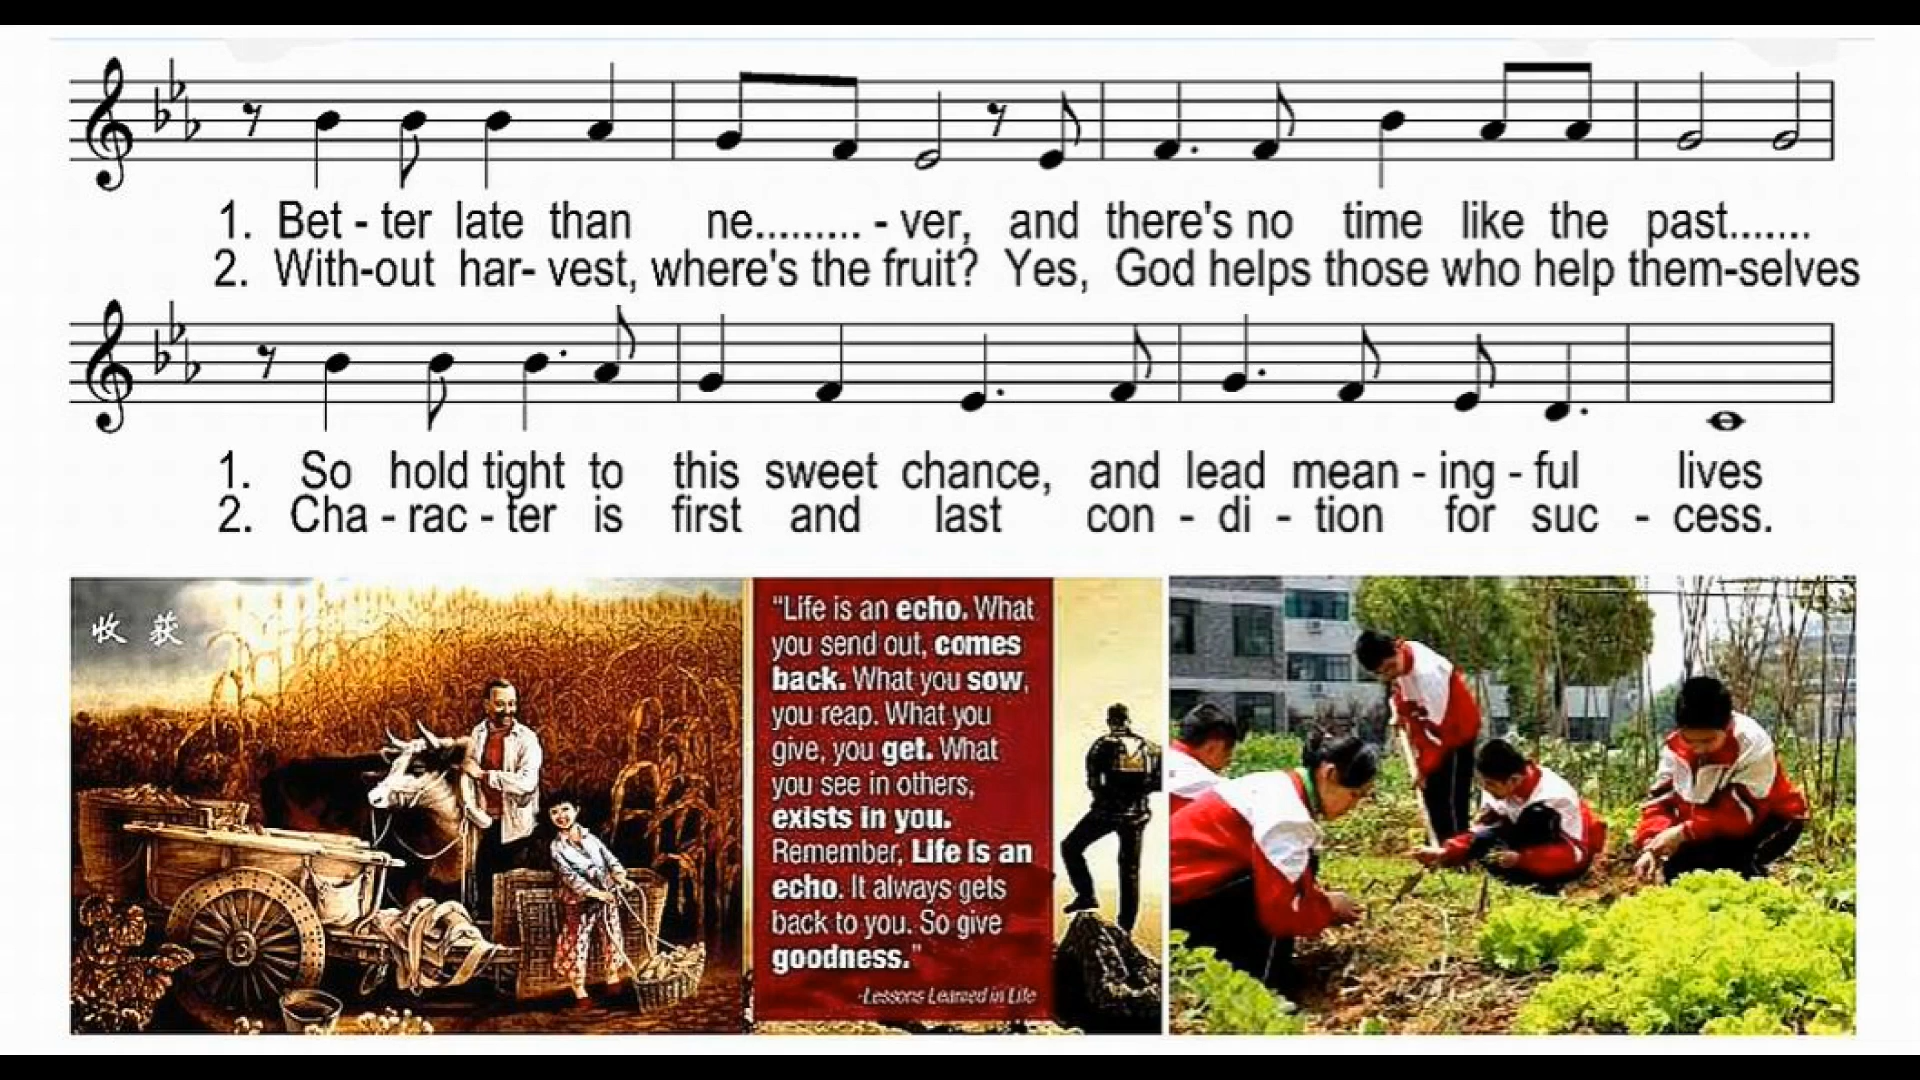 1. Bet - ter late than ne......... - ver, and there's no time like the past.......
2. With-out har- vest, where's the fruit? Yes, God helps those who help them-selves
1. So hold tight to this sweet chance, and lead mean - ing - ful lives
2. Cha - rac - ter is first and last con - di - tion for suc - cess.
收 获
"Life is an echo. What
you send out, comes
back. What you sow,
you reap. What you
give, you get. What
you see in others,
exists in you.
Remember, Life is an
echo. It always gets
back to you. So give
goodness."
-Lessons Learned in Life